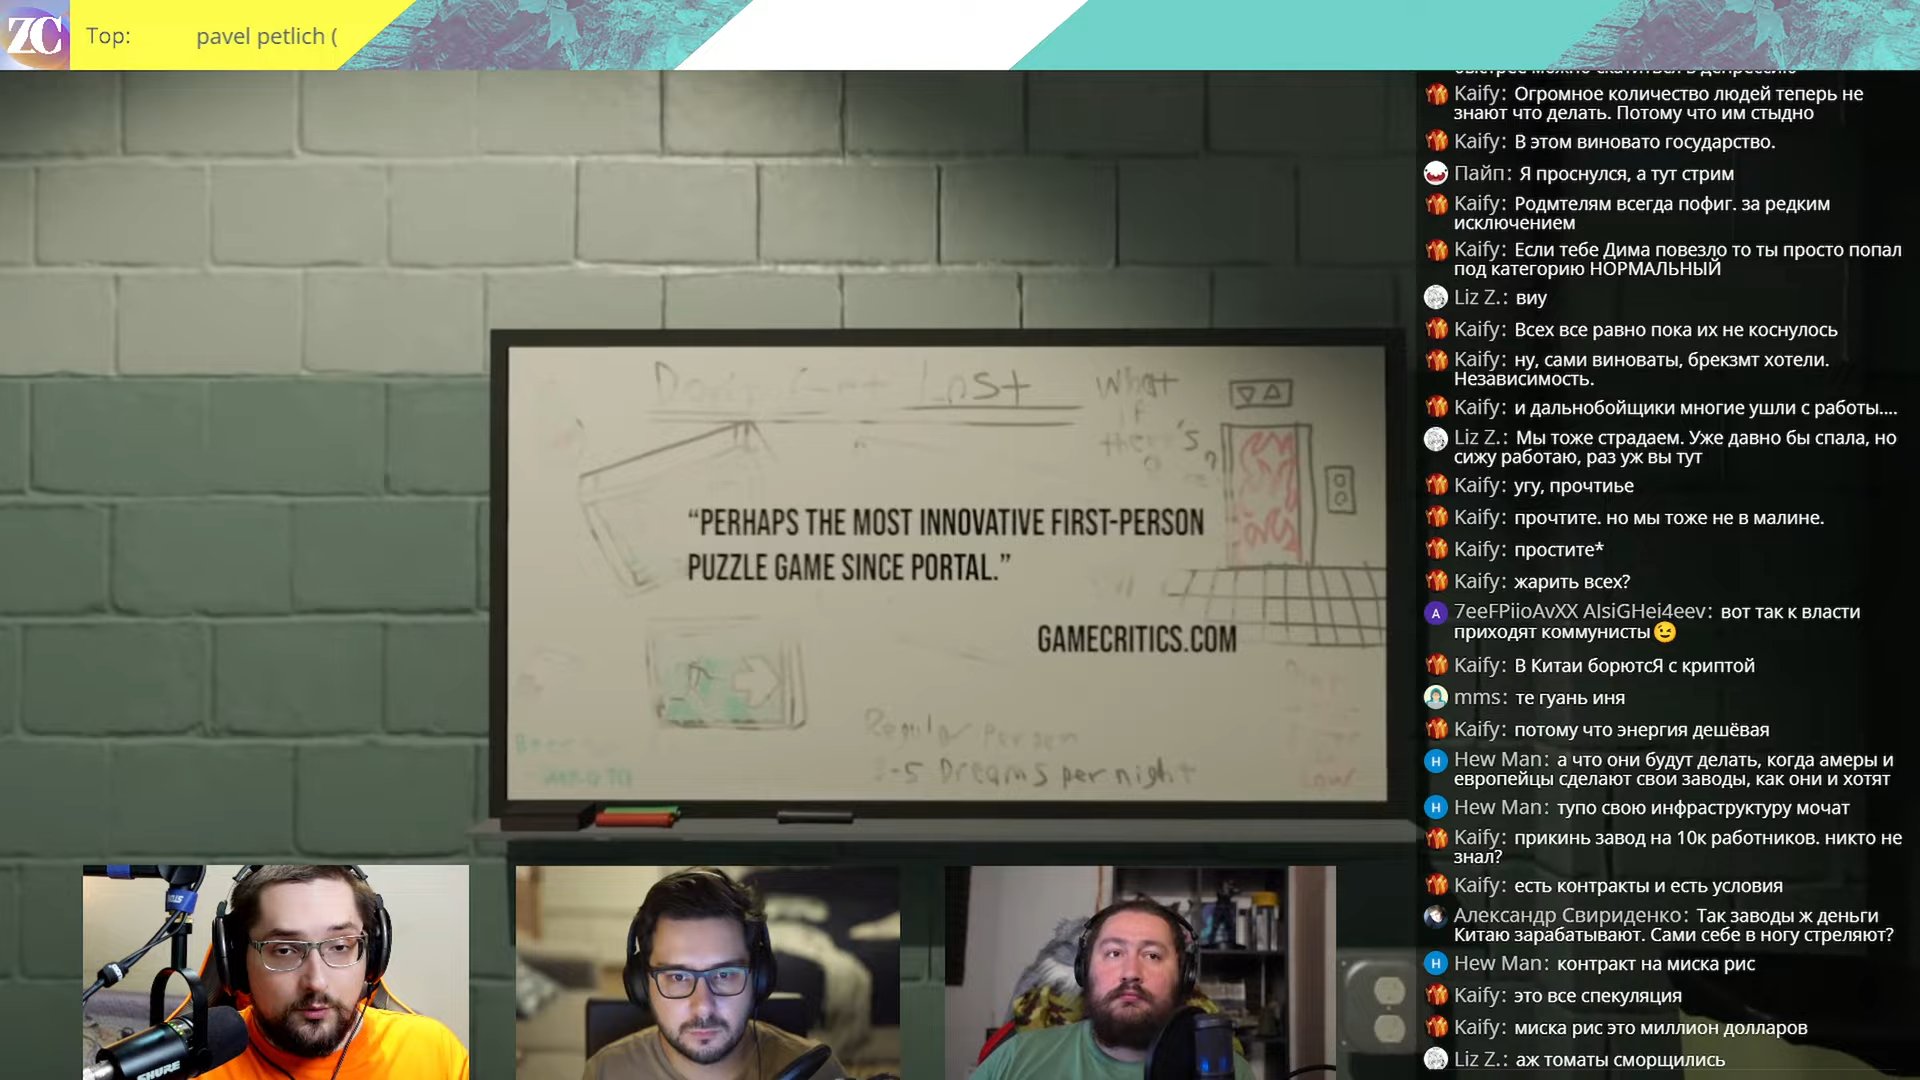 ZC
Top: pavel petlich (
Kaify: Огромное количество людей теперь не
знают что делать. Потому что им стыдно
Kaify: В этом виновато государство.
Пайп: Я проснулся, а тут стрим
Kaify: Родмтелям всегда пофиг. за редким
исключением
Kaify: Если тебе Дима повезло то ты просто попал
под категорию НОРМАЛЬНЫЙ
Liz Z.: виу
Kaify: Всех все равно пока их не коснулось
Kaify: ну, сами виноваты, брекзмт хотели.
Независимость.
Kaify: и дальнобойщики многие ушли с работы....
Liz Z.: Мы тоже страдаем. Уже давно бы спала, но
сижу работаю, раз уж вы тут
Kaify: угу, прочтиье
Kaify: прочтите. но мы тоже не в малине.
Kaify: простите*
Kaify: жарить всех?
7eeFPiioAvXX AIsiGHei4eev: вот так к власти
приходят коммунисты😉
Kaify: В Китаи борютсЯ с криптой
mms: те гуань иня
Kaify: потому что энергия дешёвая
Hew Man: а что они будут делать, когда амеры и
европейцы сделают свои заводы, как они и хотят
Hew Man: тупо свою инфраструктуру мочат
Kaify: прикинь завод на 10к работников. никто не
знал?
Kaify: есть контракты и есть условия
Александр Свириденко: Так заводы ж деньги
Китаю зарабатывают. Сами себе в ногу стреляют?
Hew Man: контракт на миска рис
Kaify: это все спекуляция
Kaify: миска рис это миллион долларов
Liz Z.: аж томаты сморщились
Lost
What
if
there's
?
“PERHAPS THE MOST INNOVATIVE FIRST-PERSON
PUZZLE GAME SINCE PORTAL.”
GAMECRITICS.COM
Regular Person
3-5 Dreams per night
SHURE